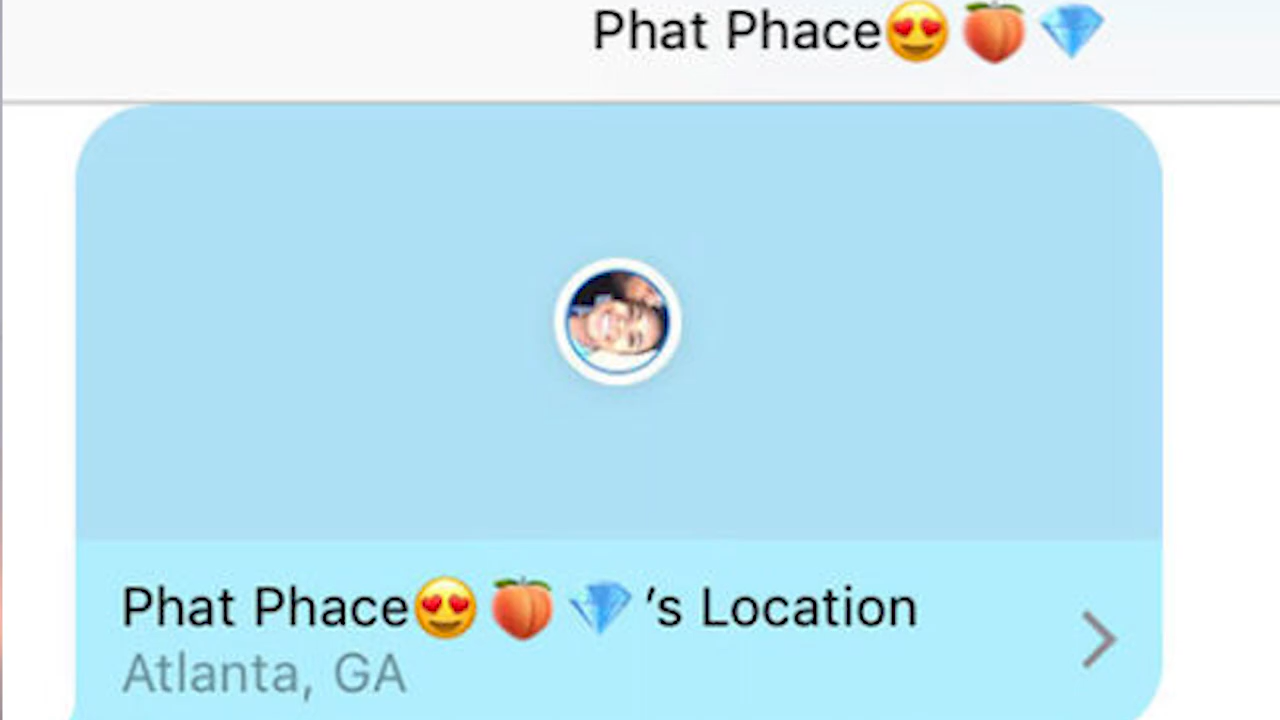 Phat Phace😍 🍑 💎
Phat Phace😍 🍑 💎 ’s Location
Atlanta, GA